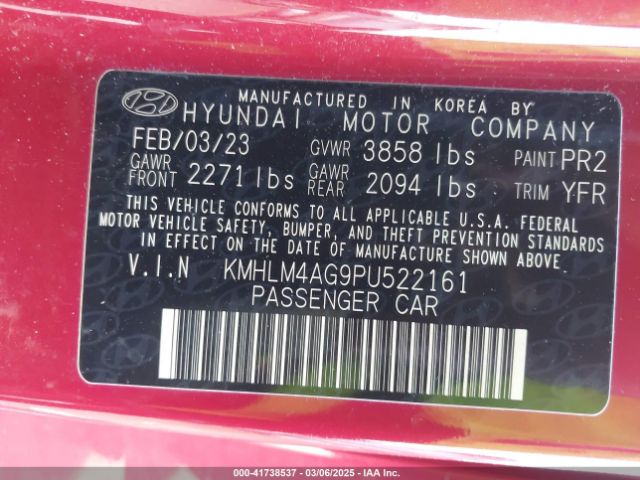 MANUFACTURED IN KOREA BY
HYUNDAI MOTOR COMPANY
FEB/03/23 GVWR 3858 lbs PAINT PR2
GAWR FRONT 2271 lbs GAWR REAR 2094 lbs TRIM YFR
THIS VEHICLE CONFORMS TO ALL APPLICABLE U.S.A. FEDERAL
MOTOR VEHICLE SAFETY, BUMPER, AND THEFT PREVENTION STANDARDS
IN EFFECT ON THE DATE OF MANUFACTURE SHOWN ABOVE.
V.I.N KMHLM4AG9PU522161
PASSENGER CAR
000-41738537 - 03/06/2025 - IAA Inc.